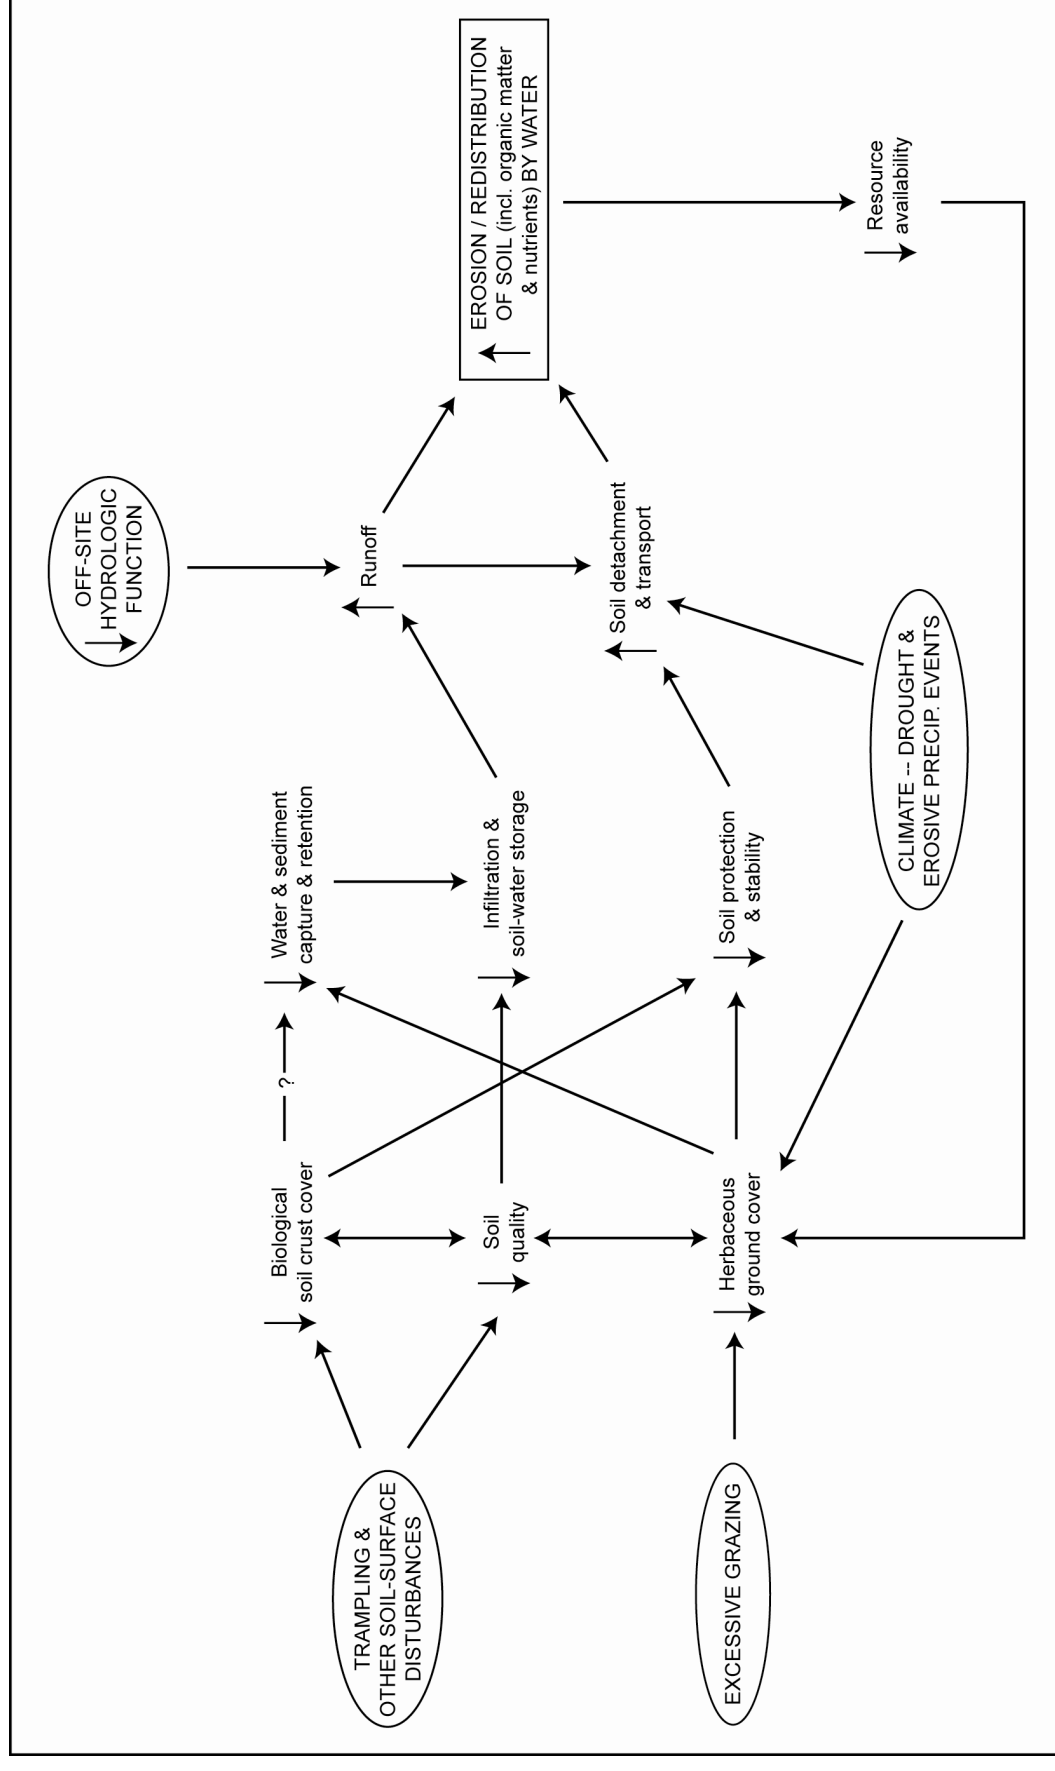 OFF-SITE
HYDROLOGIC
FUNCTION
Water & sediment
capture & retention
?
Biological
soil crust cover
TRAMPLING &
OTHER SOIL-SURFACE
DISTURBANCES
Runoff
Infiltration &
soil-water storage
Soil
quality
EROSION / REDISTRIBUTION
OF SOIL (incl. organic matter
& nutrients) BY WATER
Soil detachment
& transport
Soil protection
& stability
Herbaceous
ground cover
EXCESSIVE GRAZING
Resource
availability
CLIMATE -- DROUGHT &
EROSIVE PRECIP. EVENTS